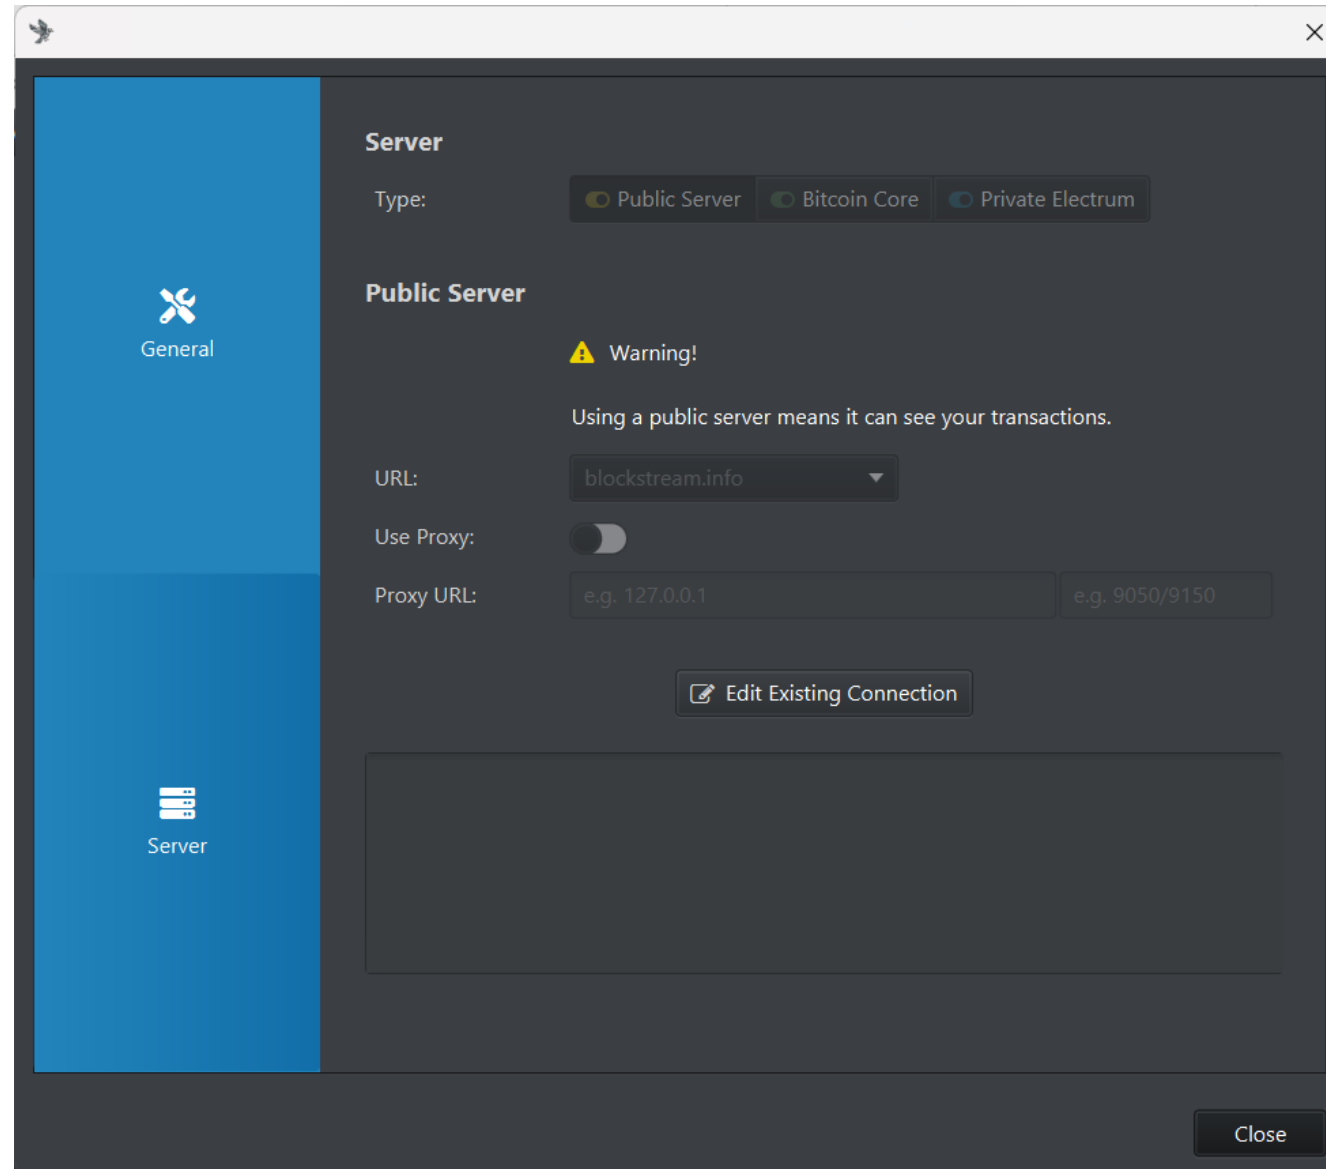 Server
Type: Public Server Bitcoin Core Private Electrum
Public Server
Warning!
Using a public server means it can see your transactions.
General
URL: blockstream.info
Use Proxy:
Proxy URL: e.g. 127.0.0.1 e.g. 9050/9150
Edit Existing Connection
Server
Close